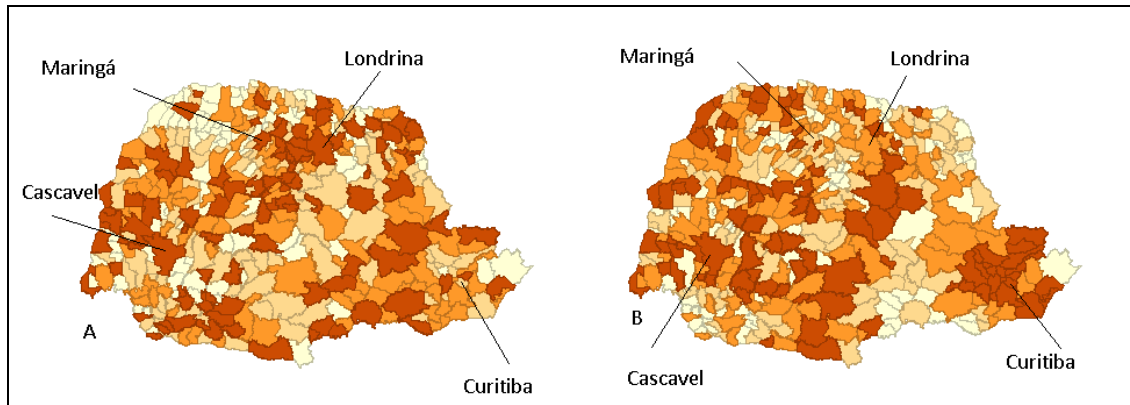 Maringá
Londrina
Cascavel
A
Curitiba
Maringá
Londrina
B
Cascavel
Curitiba